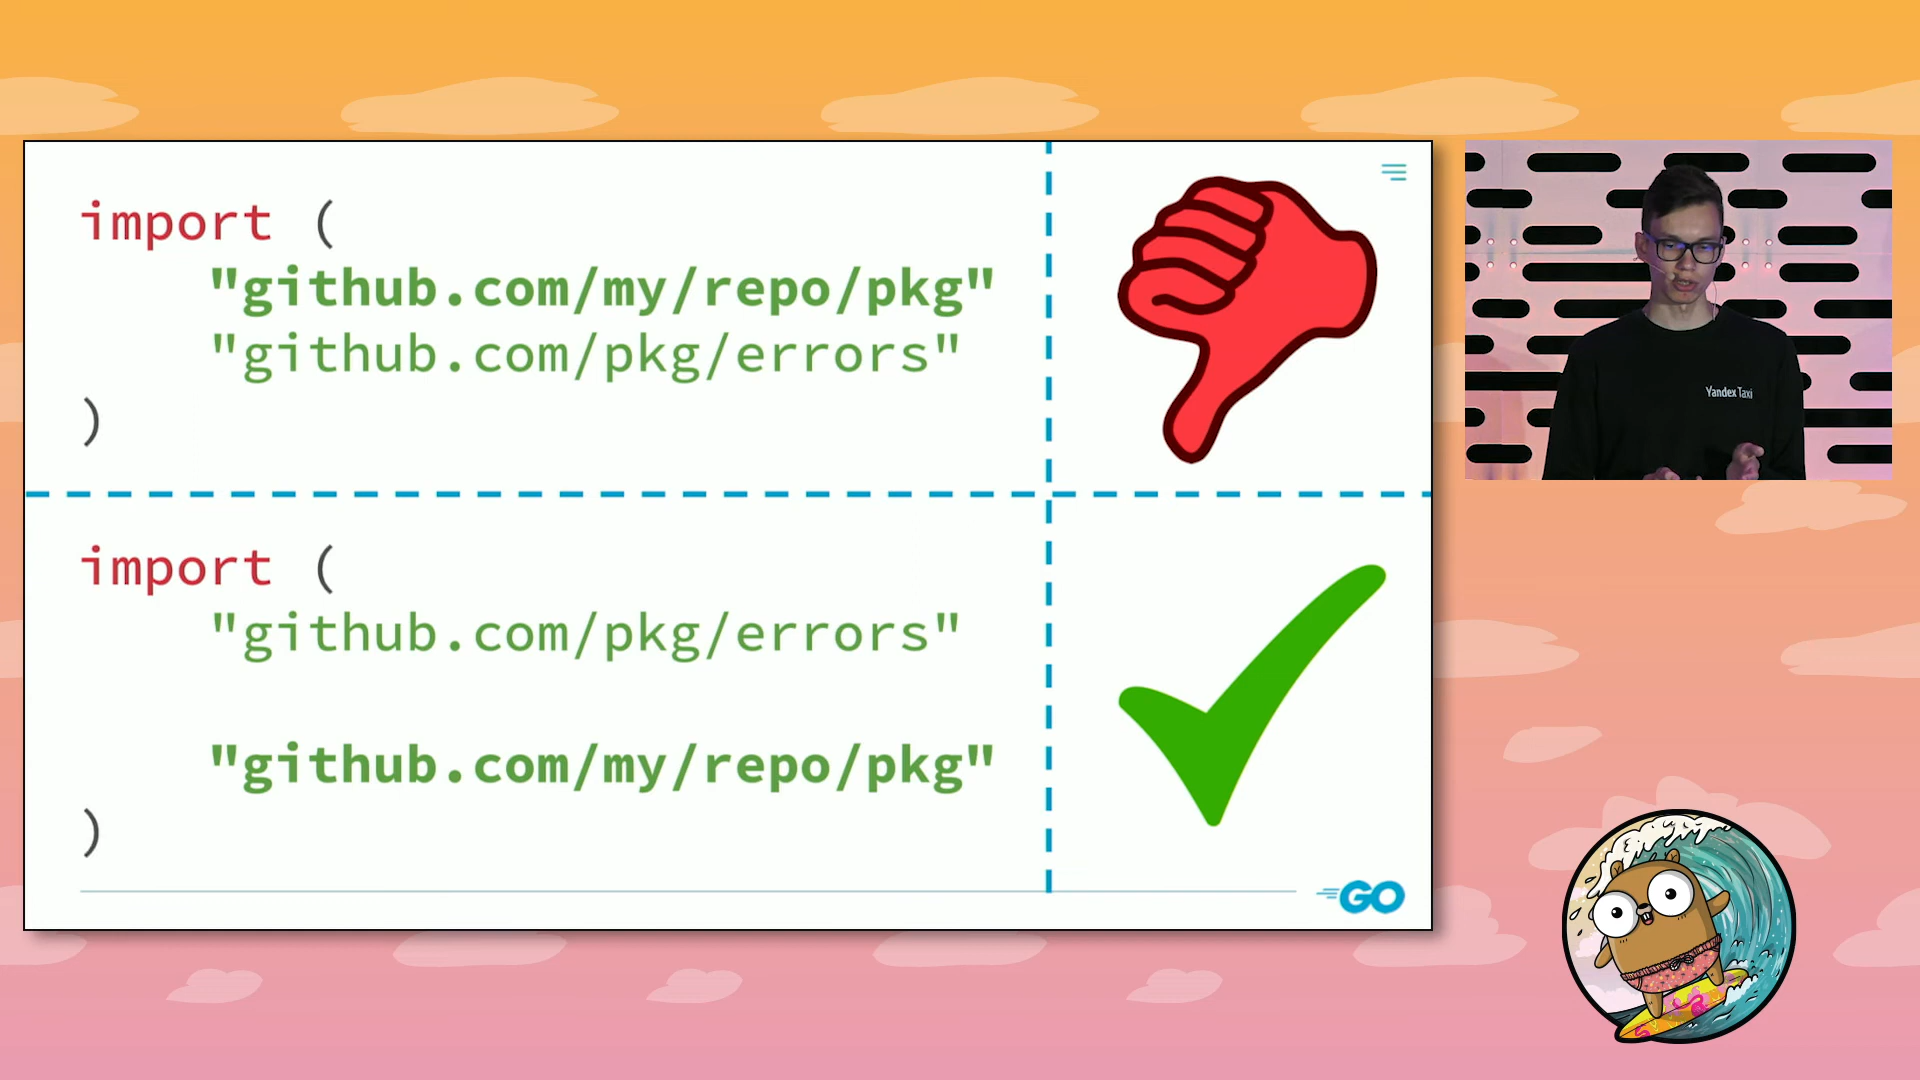 import (
"github.com/my/repo/pkg"
"github.com/pkg/errors"
)
import (
"github.com/pkg/errors"
"github.com/my/repo/pkg"
)
GO
Yandex Taxi